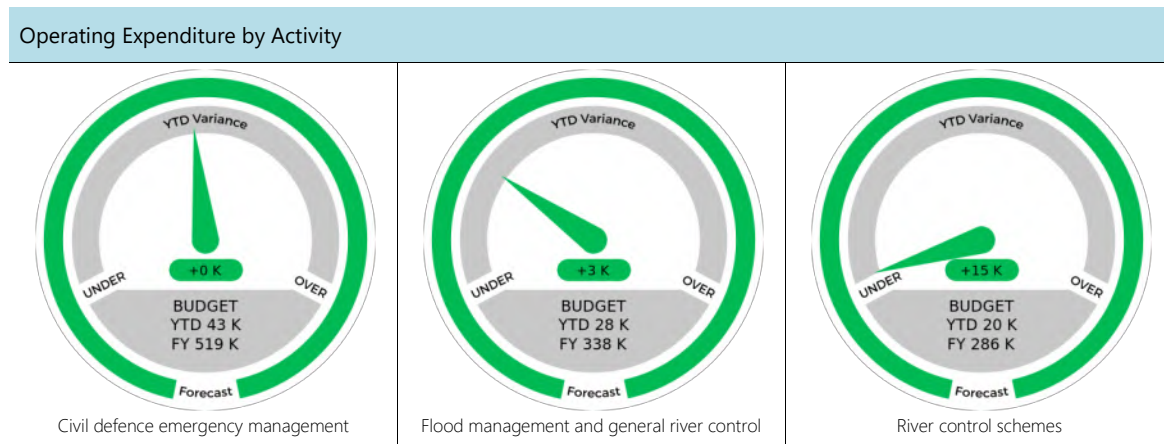 Operating Expenditure by Activity
YTD Variance
+0 K
UNDER
OVER
BUDGET
YTD 43 K
FY 519 K
Forecast
Civil defence emergency management
YTD Variance
+3 K
UNDER
OVER
BUDGET
YTD 28 K
FY 338 K
Forecast
Flood management and general river control
YTD Variance
+15 K
UNDER
OVER
BUDGET
YTD 20 K
FY 286 K
Forecast
River control schemes